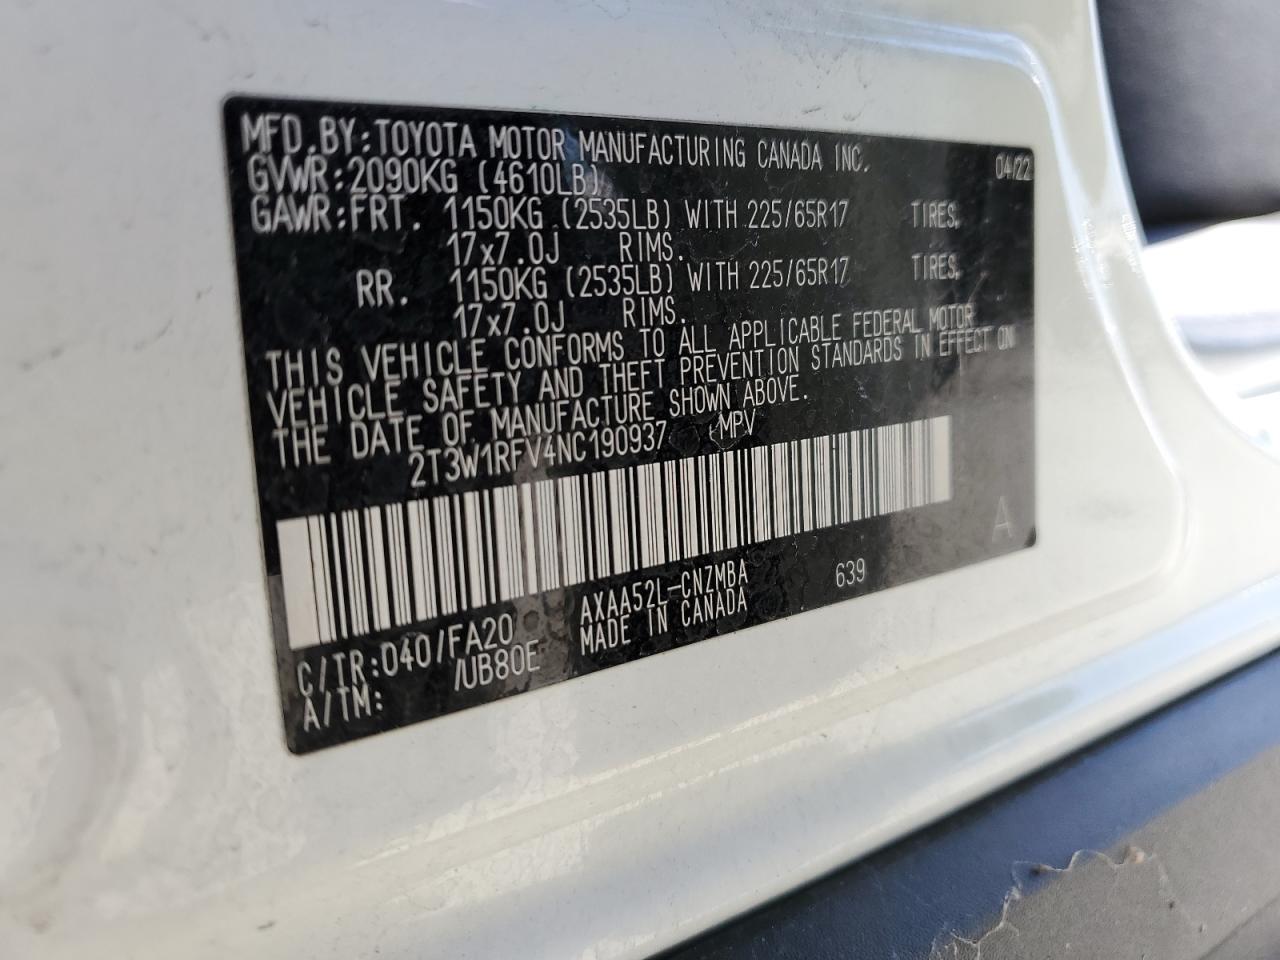 MFD.BY:TOYOTA MOTOR MANUFACTURING CANADA INC. 04/22
GVWR:2090KG (4610LB)
GAWR:FRT. 1150KG (2535LB) WITH 225/65R17 TIRES,
17x7.0J RIMS.
RR. 1150KG (2535LB) WITH 225/65R17 TIRES,
17x7.0J RIMS.
THIS VEHICLE CONFORMS TO ALL APPLICABLE FEDERAL MOTOR
VEHICLE SAFETY AND THEFT PREVENTION STANDARDS IN EFFECT ON
THE DATE OF MANUFACTURE SHOWN ABOVE.
2T3W1RFV4NC190937 MPV
C/TR:040/FA20 AXAA52L-CNZMBA 639 A
A/TM: /UB80E MADE IN CANADA